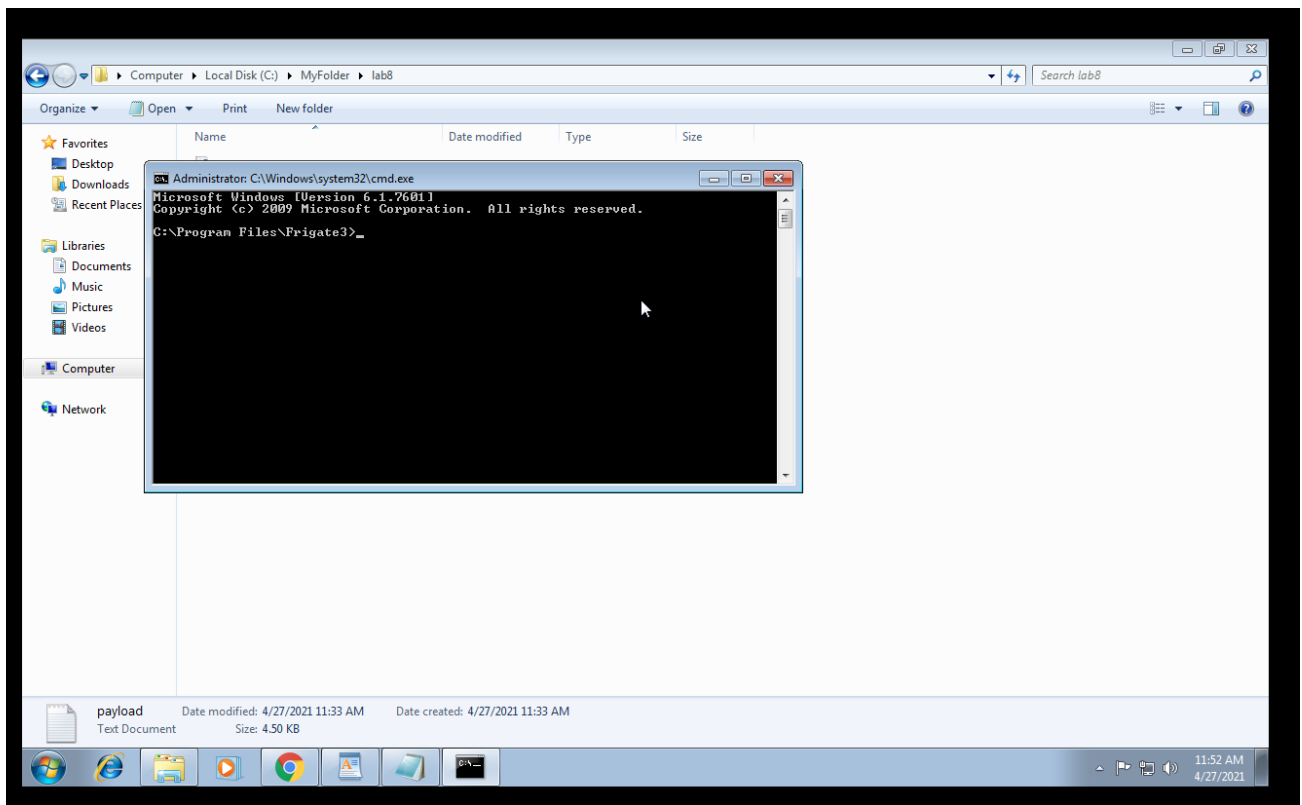 Computer ▸ Local Disk (C:) ▸ MyFolder ▸ lab8
Search lab8
Organize Open Print New folder
Name Date modified Type Size
Favorites
Desktop
Downloads
Recent Places
Libraries
Documents
Music
Pictures
Videos
Computer
Network
Administrator: C:\Windows\system32\cmd.exe
Microsoft Windows [Version 6.1.7601]
Copyright (c) 2009 Microsoft Corporation. All rights reserved.
C:\Program Files\Frigate3>_
payload Date modified: 4/27/2021 11:33 AM Date created: 4/27/2021 11:33 AM
Text Document Size: 4.50 KB
11:52 AM
4/27/2021